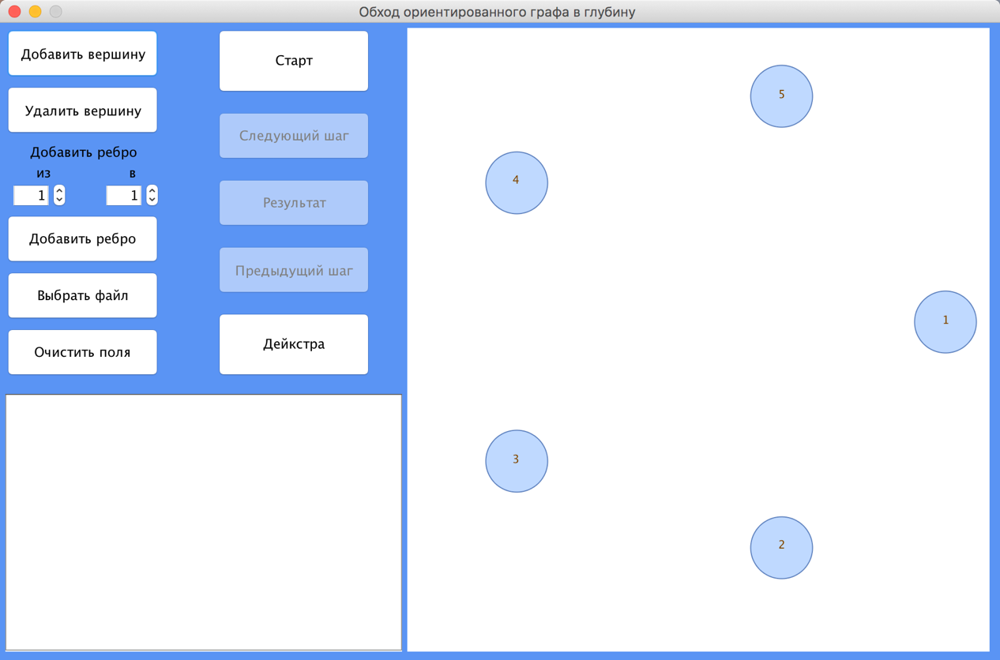 Обход ориентированного графа в глубину
Добавить вершину
Удалить вершину
Добавить ребро
из в
1 1
Добавить ребро
Выбрать файл
Очистить поля
Старт
Следующий шаг
Результат
Предыдущий шаг
Дейкстра
5
4
1
3
2